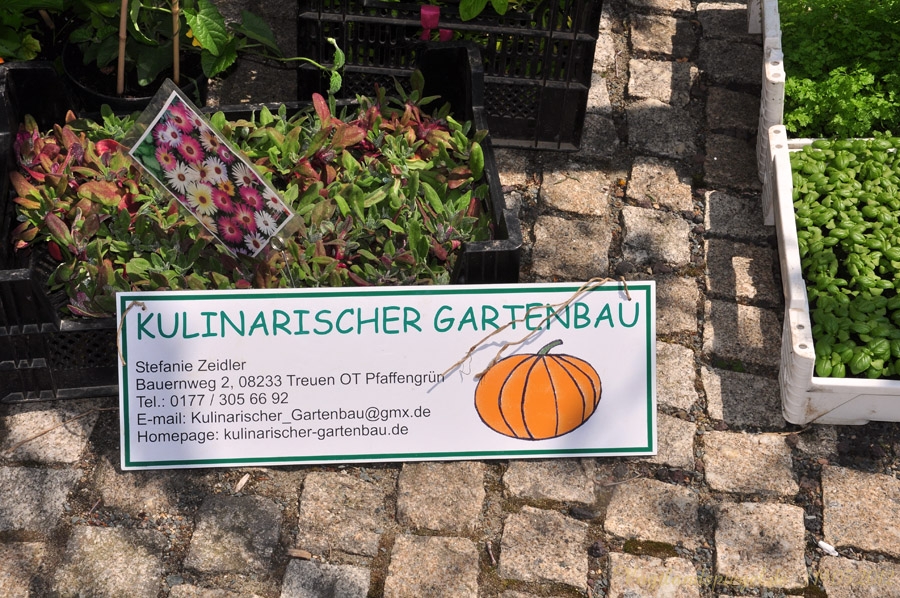 KULINARISCHER GARTENBAU
Stefanie Zeidler
Bauernweg 2, 08233 Treuen OT Pfaffengrün
Tel.: 0177 / 305 66 92
E-mail: Kulinarischer_Gartenbau@gmx.de
Homepage: kulinarischer-gartenbau.de